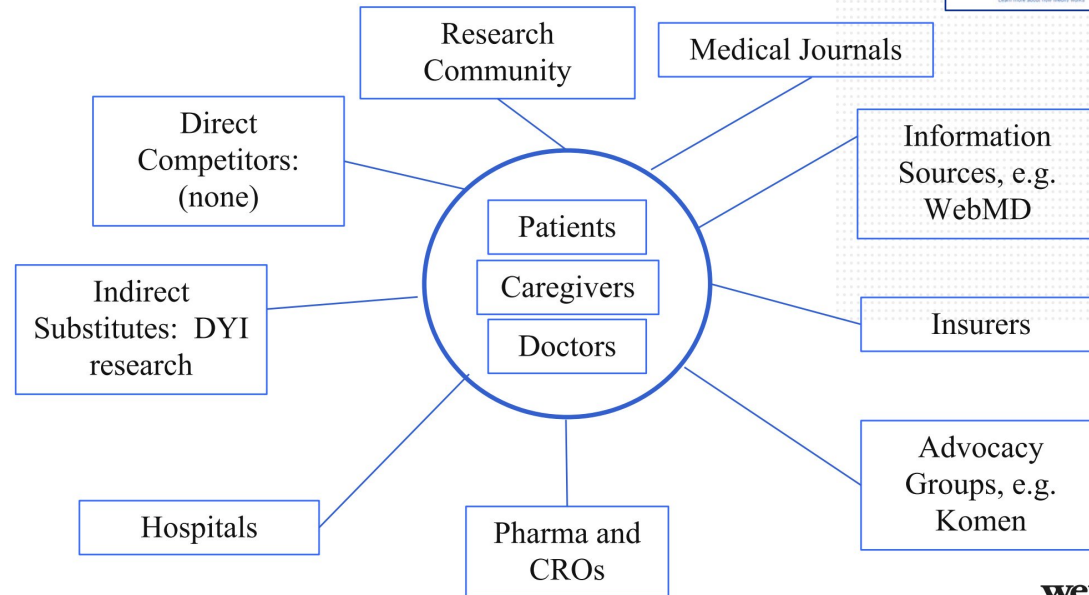 Research
Community
Medical Journals
Direct
Competitors:
(none)
Information
Sources, e.g.
WebMD
Patients
Caregivers
Doctors
Indirect
Substitutes: DYI
research
Insurers
Advocacy
Groups, e.g.
Komen
Hospitals
Pharma and
CROs